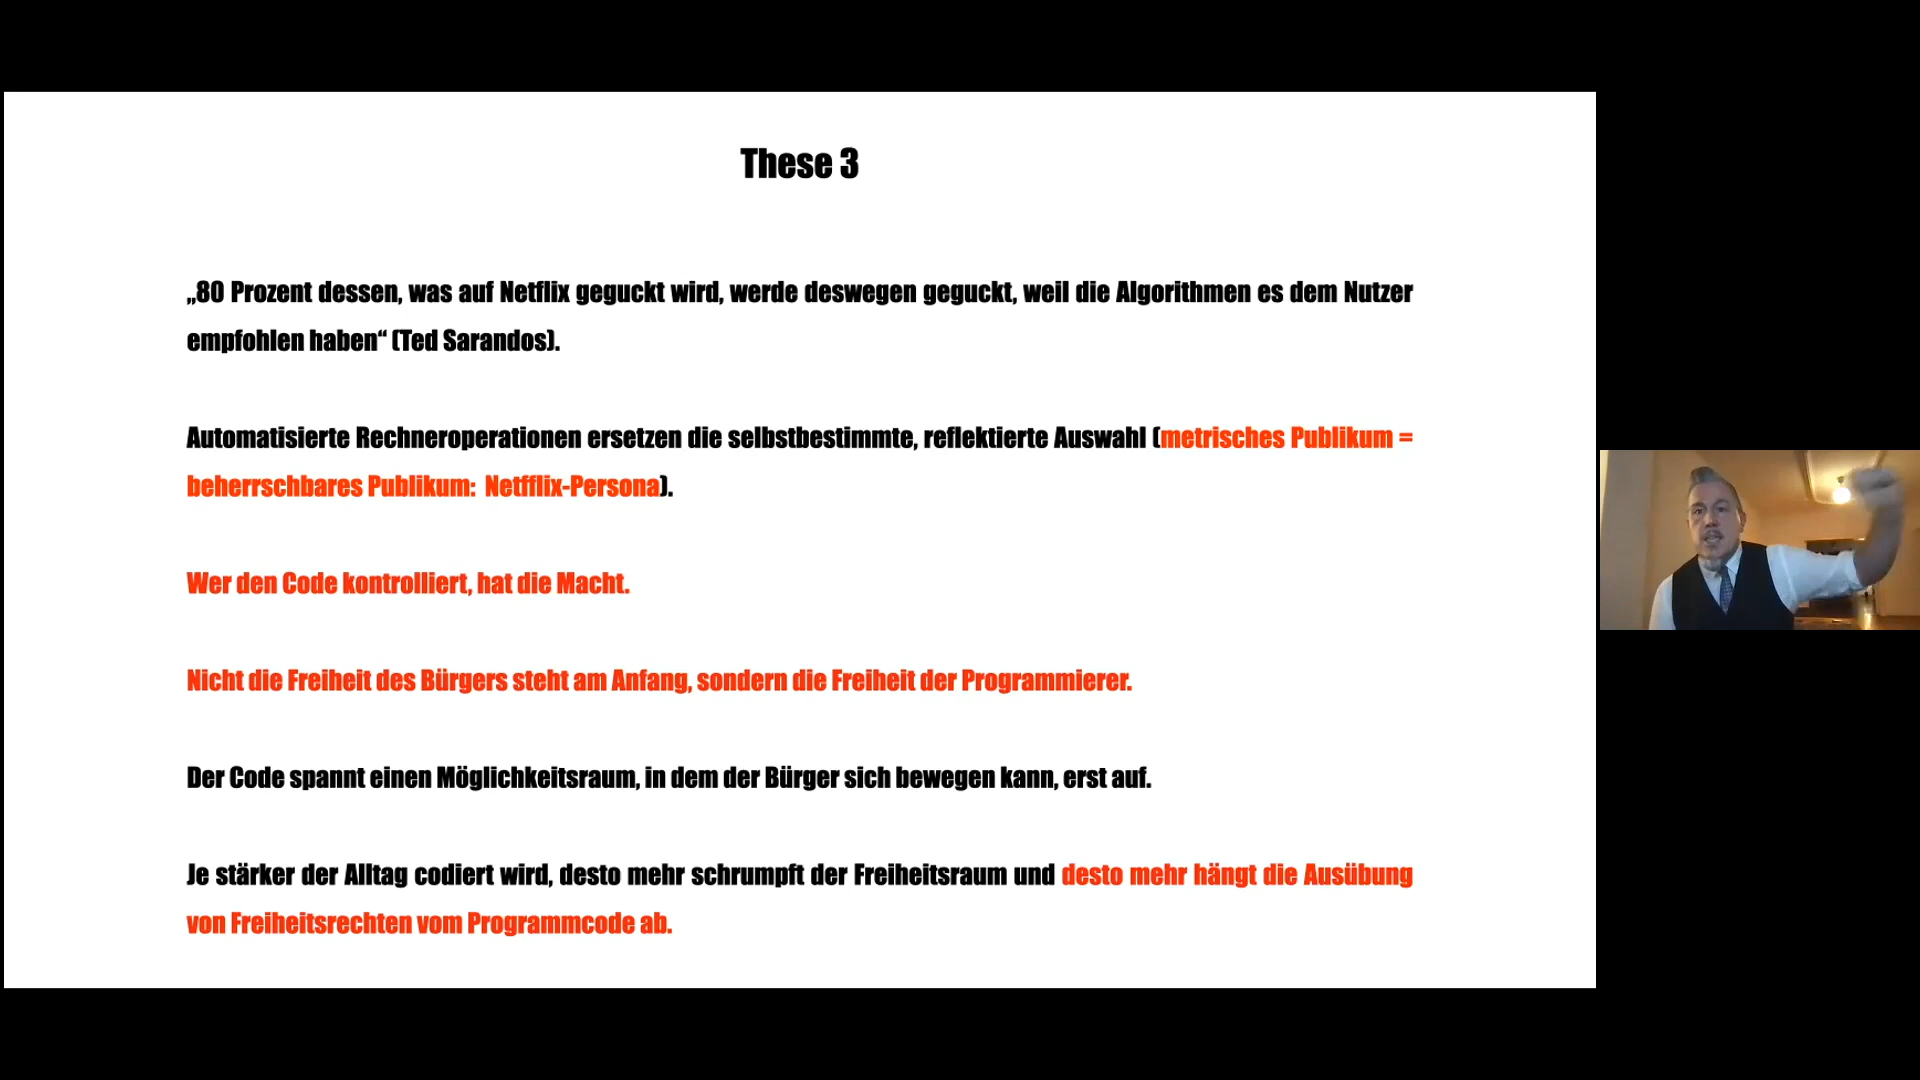 These 3
„80 Prozent dessen, was auf Netflix geguckt wird, werde deswegen geguckt, weil die Algorithmen es dem Nutzer
empfohlen haben“ (Ted Sarandos).
Automatisierte Rechneroperationen ersetzen die selbstbestimmte, reflektierte Auswahl (metrisches Publikum =
beherrschbares Publikum: Netfflix-Persona).
Wer den Code kontrolliert, hat die Macht.
Nicht die Freiheit des Bürgers steht am Anfang, sondern die Freiheit der Programmierer.
Der Code spannt einen Möglichkeitsraum, in dem der Bürger sich bewegen kann, erst auf.
Je stärker der Alltag codiert wird, desto mehr schrumpft der Freiheitsraum und desto mehr hängt die Ausübung
von Freiheitsrechten vom Programmcode ab.